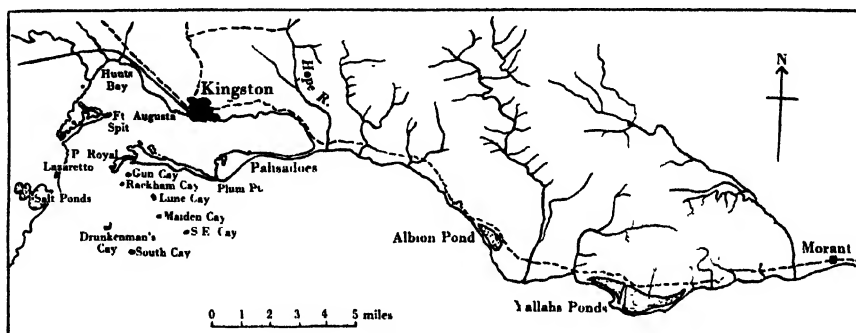 N
Hunts
Bay
Kingston
Hope R.
Ft Augusta
Spit
P Royal
Lazaretto
Palisadoes
Gun Cay
Rackham Cay
Plum Pt.
Salt Ponds
Lime Cay
Maiden Cay
S E Cay
Drunkenman's
Cay
South Cay
Albion Pond
Morant
Yallahs Ponds
0 1 2 3 4 5 miles